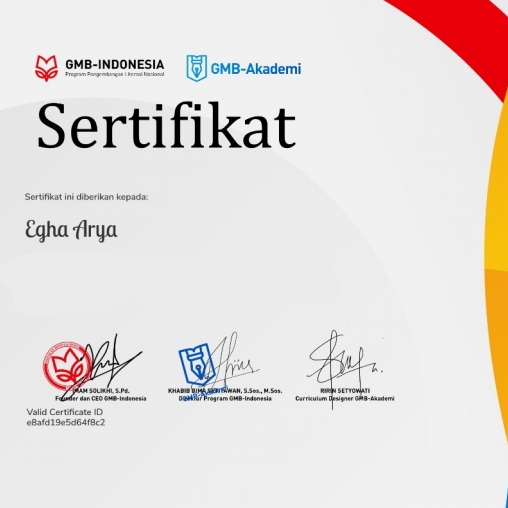 GMB-INDONESIA
Program Pengembangan Literasi Nasional
GMB-Akademi
Sertifikat
Sertifikat ini diberikan kepada:
Egha Arya
IMAM SOLIKHI, S.Pd.
Founder dan CEO GMB-Indonesia
KHABIB BIMA SETIYAWAN, S.Sos., M.Sos.
Direktur Program GMB-Indonesia
RIRIN SETYOWATI
Curriculum Designer GMB-Akademi
Valid Certificate ID
e8afd19e5d64f8c2